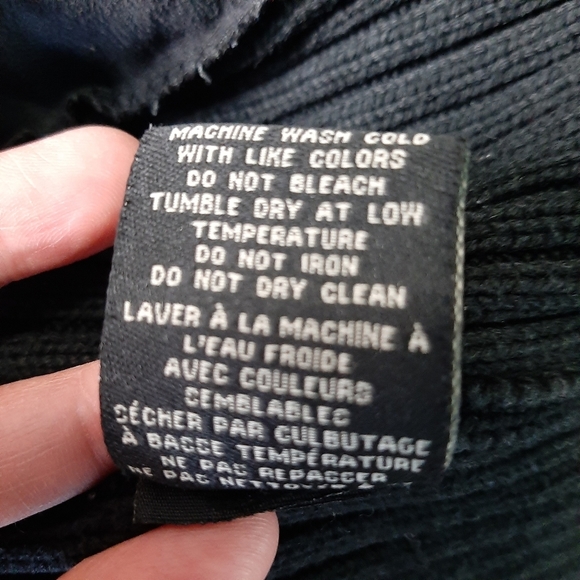 MACHINE WASH COLD
WITH LIKE COLORS
DO NOT BLEACH
TUMBLE DRY AT LOW
TEMPERATURE
DO NOT IRON
DO NOT DRY CLEAN
LAVER À LA MACHINE À
L'EAU FROIDE
AVEC COULEURS
SEMBLABLES
SÉCHER PAR CULBUTAGE
À BASSE TEMPÉRATURE
NE PAS REPASSER
NE PAS